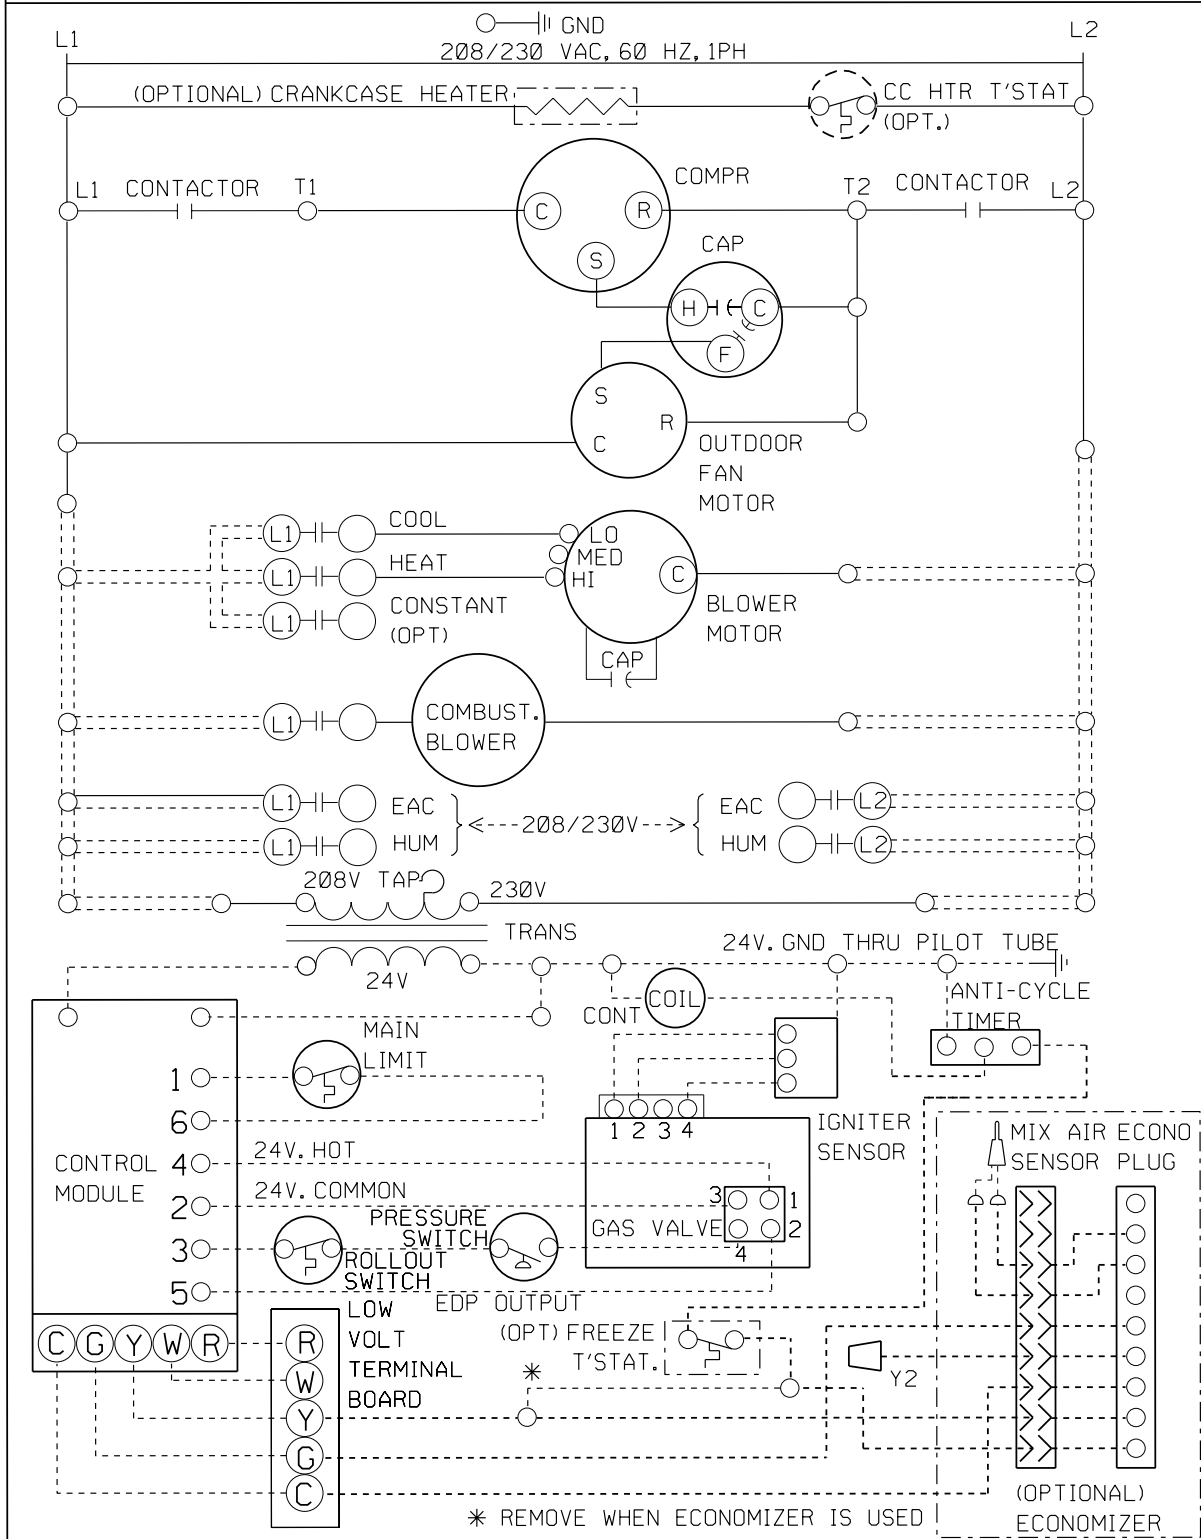 GND
L1
L2
208/230 VAC, 60 HZ, 1PH
(OPTIONAL) CRANKCASE HEATER
CC HTR T'STAT
(OPT.)
COMPR
L1 CONTACTOR T1
C
R
T2 CONTACTOR L2
S
CAP
H
C
F
S
R
C
OUTDOOR
FAN
MOTOR
L1
COOL
LO
MED
L1
HEAT
HI
C
L1
CONSTANT
(OPT)
BLOWER
MOTOR
CAP
L1
COMBUST.
BLOWER
L1
EAC
208/230V
EAC
L2
L1
HUM
HUM
L2
208V TAP
230V
TRANS
24V
24V. GND THRU PILOT TUBE
CONT
COIL
ANTI-CYCLE
TIMER
MAIN
LIMIT
1
6
4
2
3
5
CONTROL
MODULE
24V. HOT
24V. COMMON
1 2 3 4
IGNITER
SENSOR
3
1
GAS VALVE
2
4
PRESSURE
SWITCH
ROLLOUT
SWITCH
EDP OUTPUT
MIX AIR
SENSOR
ECONO
PLUG
C G Y W R
R
W
Y
G
C
LOW
VOLT
TERMINAL
BOARD
(OPT) FREEZE
T'STAT.
*
Y2
(OPTIONAL)
ECONOMIZER
* REMOVE WHEN ECONOMIZER IS USED